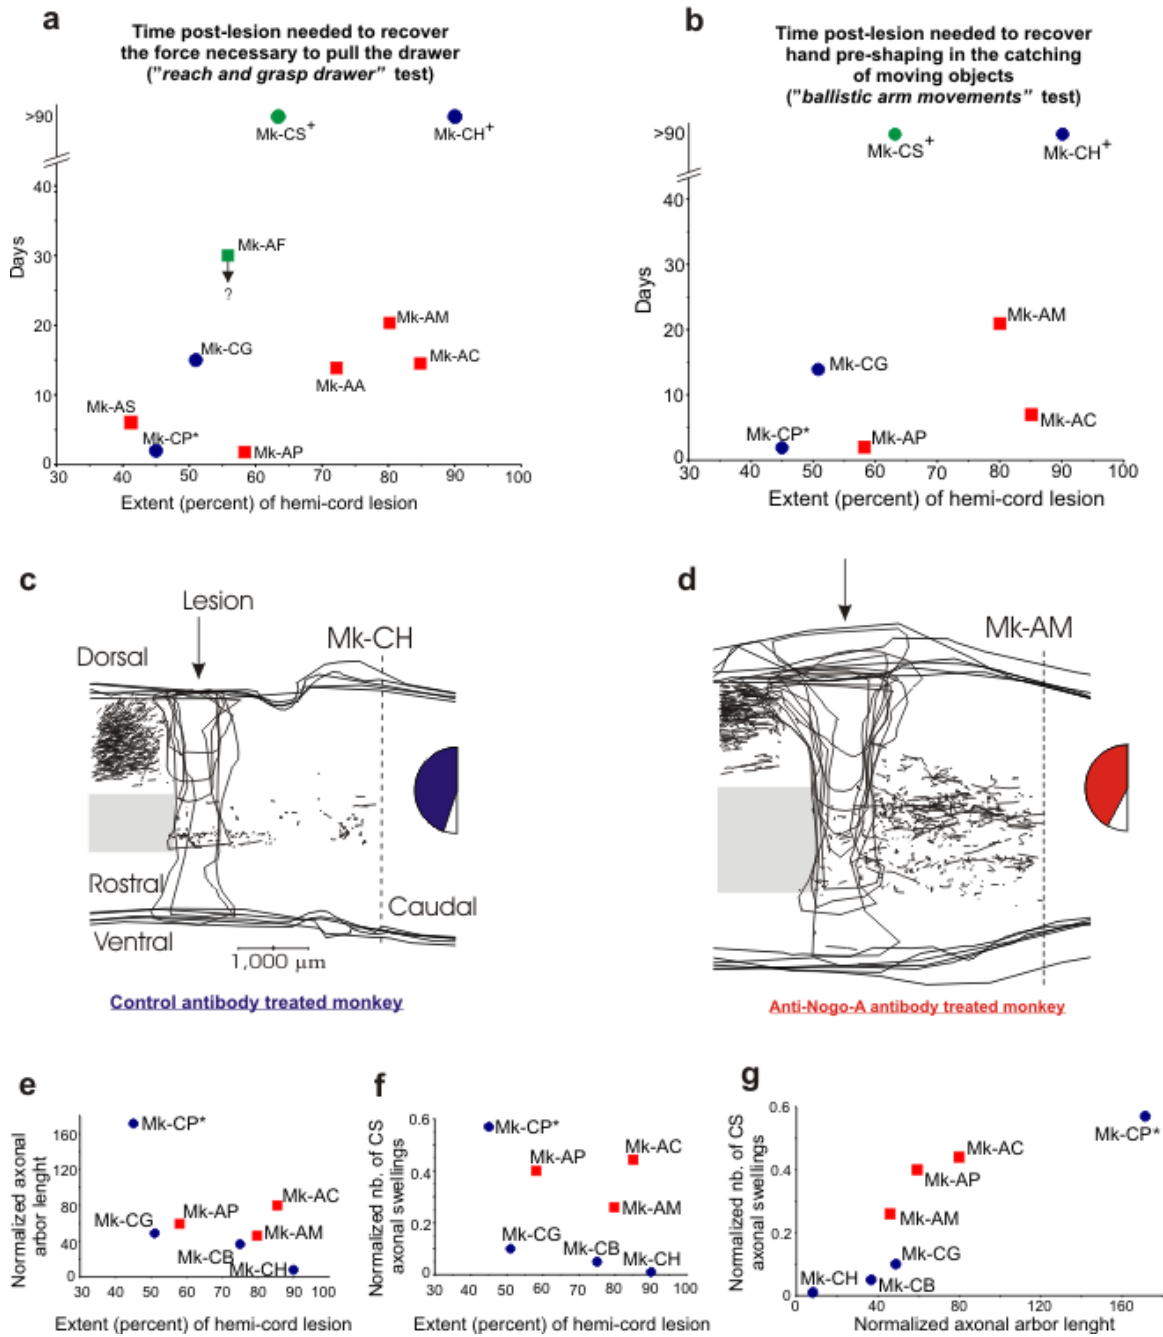 a
Time post-lesion needed to recover
the force necessary to pull the drawer
("reach and grasp drawer" test)
>90
40
30
20
10
0
Days
Mk-CS+
Mk-CH+
Mk-AF
?
Mk-AM
Mk-CG
Mk-AC
Mk-AA
Mk-AS
Mk-CP*
Mk-AP
30 40 50 60 70 80 90 100
Extent (percent) of hemi-cord lesion
b
Time post-lesion needed to recover
hand pre-shaping in the catching
of moving objects
("ballistic arm movements" test)
>90
40
30
20
10
0
Days
Mk-CS+
Mk-CH+
Mk-AM
Mk-CG
Mk-AC
Mk-CP*
Mk-AP
30 40 50 60 70 80 90 100
Extent (percent) of hemi-cord lesion
c
Lesion
Mk-CH
Dorsal
Rostral
Caudal
Ventral
1,000 µm
Control antibody treated monkey
d
Mk-AM
Anti-Nogo-A antibody treated monkey
e
Normalized axonal
arbor lenght
160
120
80
40
0
Mk-CP*
Mk-CG
Mk-AP
Mk-AC
Mk-AM
Mk-CB
Mk-CH
30 40 50 60 70 80 90 100
Extent (percent) of hemi-cord lesion
f
Normalized nb. of CS
axonal swellings
0.6
0.4
0.2
0
Mk-CP*
Mk-AP
Mk-AC
Mk-AM
Mk-CG
Mk-CB
Mk-CH
30 40 50 60 70 80 90 100
Extent (percent) of hemi-cord lesion
g
Normalized nb. of CS
axonal swellings
0.6
0.4
0.2
0
Mk-CP*
Mk-AC
Mk-AP
Mk-AM
Mk-CG
Mk-CH
Mk-CB
0 40 80 120 160
Normalized axonal arbor lenght